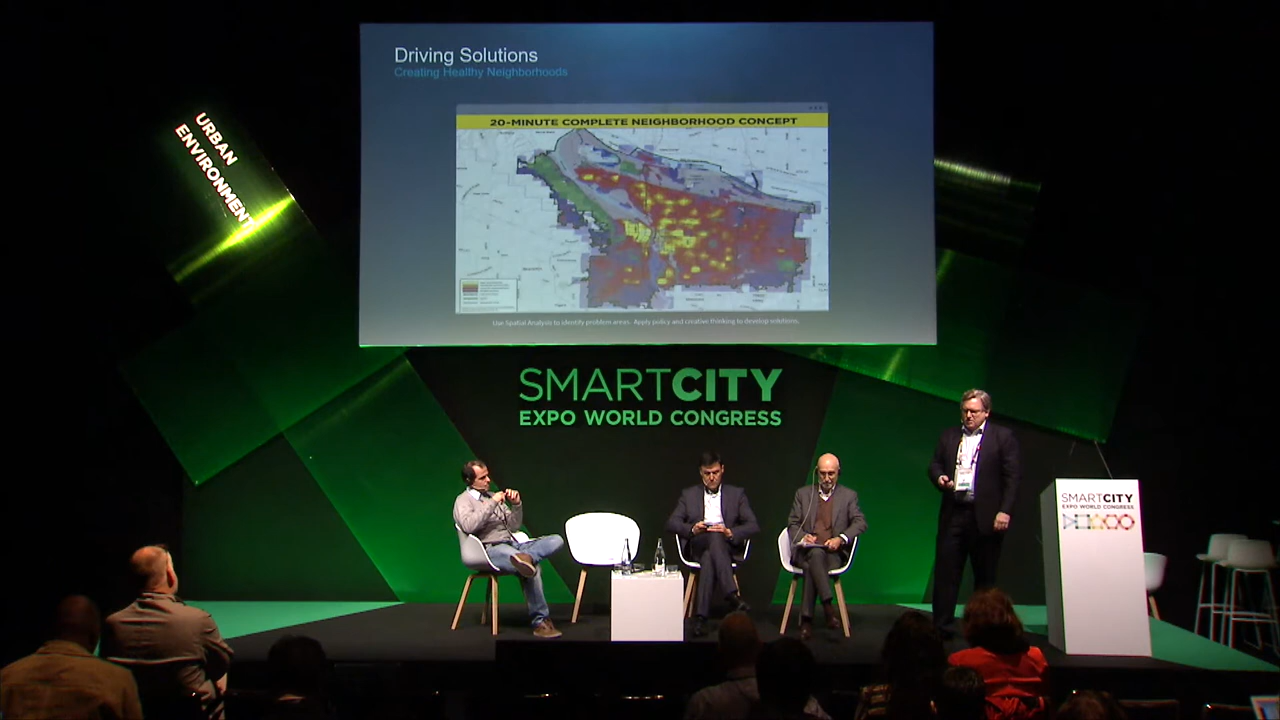 Driving Solutions
Creating Healthy Neighborhoods
20-MINUTE COMPLETE NEIGHBORHOOD CONCEPT
Use Spatial Analysis to identify problem areas. Apply policy and creative thinking to develop solutions.
URBAN
ENVIRONMENT
SMARTCITY
EXPO WORLD CONGRESS
SMARTCITY
EXPO WORLD CONGRESS